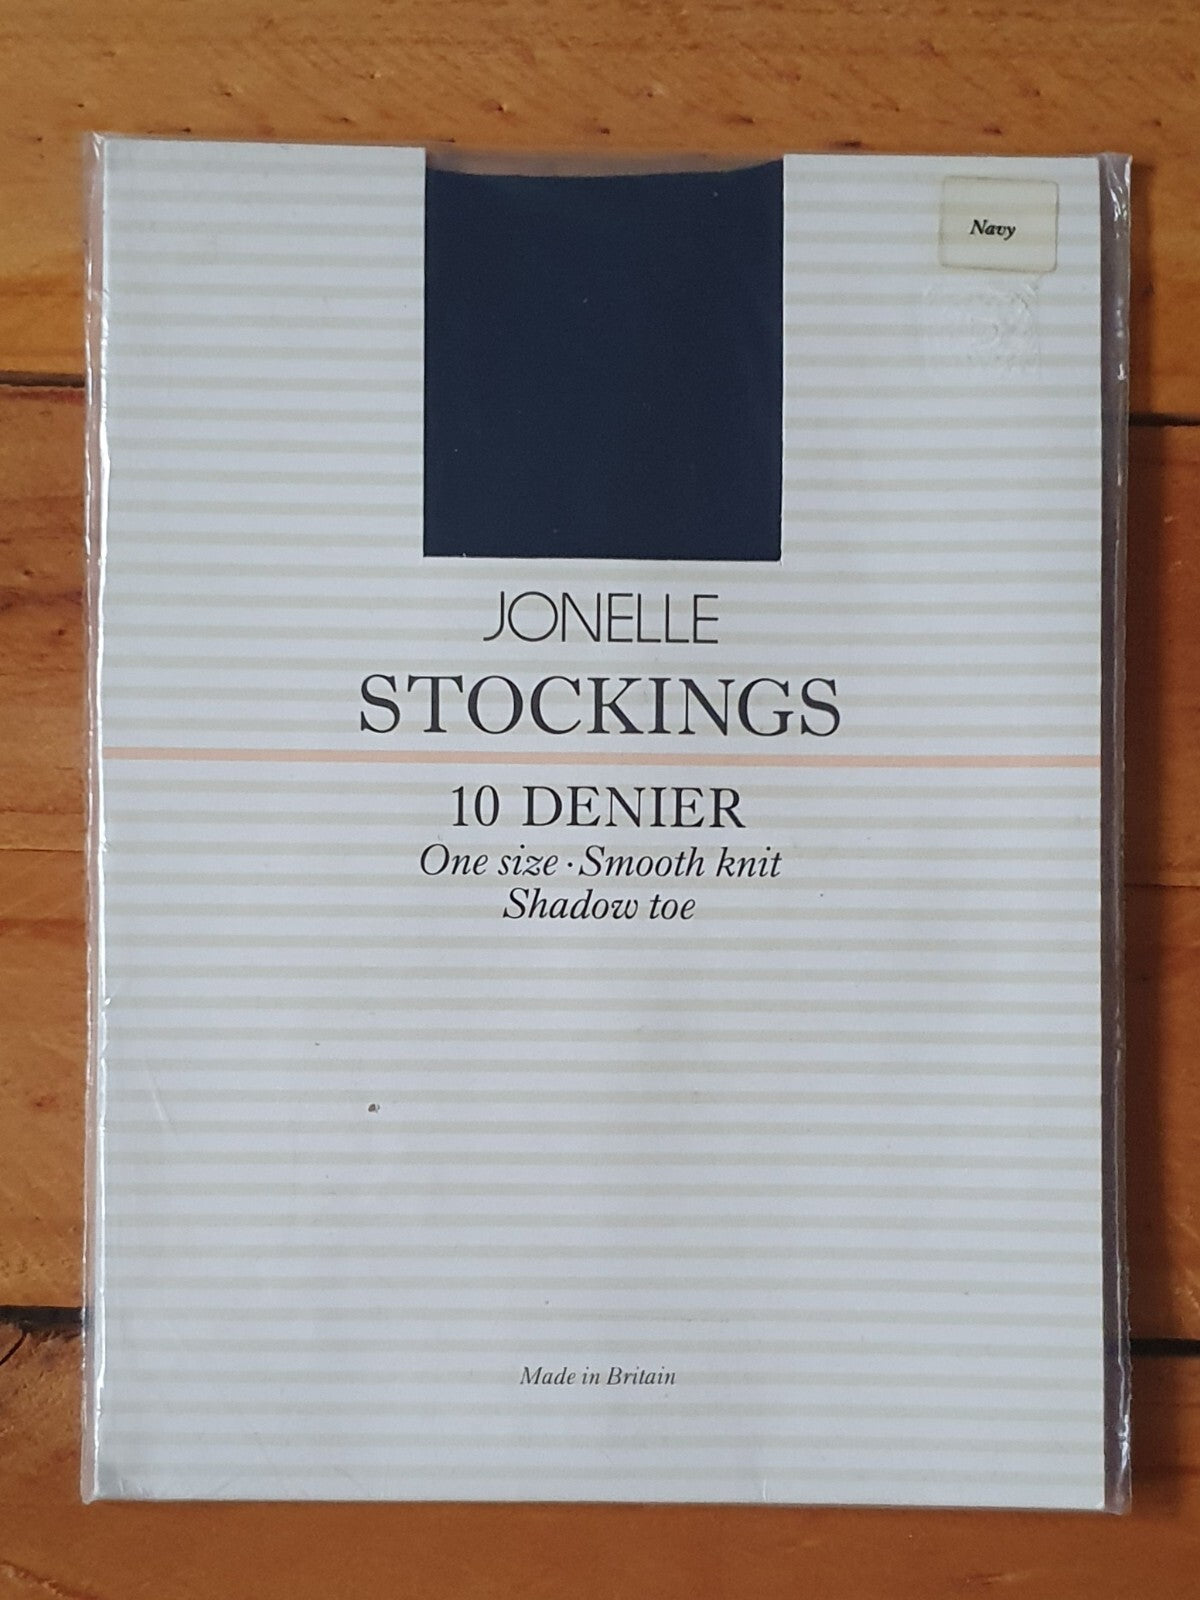 Navy
JONELLE
STOCKINGS
10 DENIER
One size · Smooth knit
Shadow toe
Made in Britain